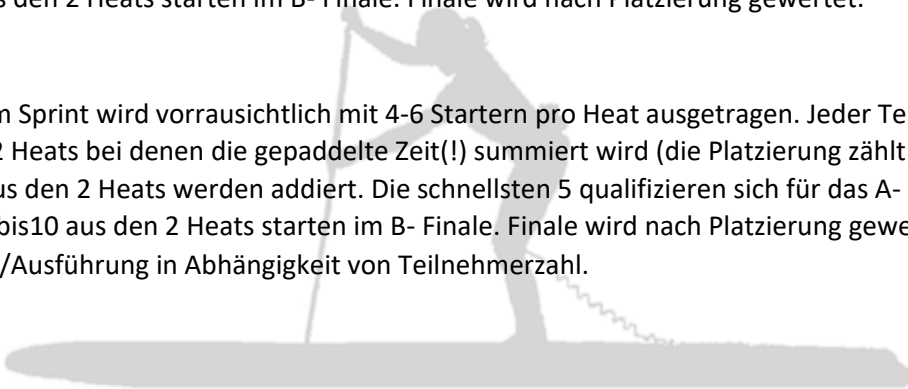 s den 2 Heats starten im B- Finale. Finale wird nach Platzierung gewertet.
m Sprint wird vorrausichtlich mit 4-6 Startern pro Heat ausgetragen. Jeder Te
2 Heats bei denen die gepaddelte Zeit(!) summiert wird (die Platzierung zählt
us den 2 Heats werden addiert. Die schnellsten 5 qualifizieren sich für das A-
bis10 aus den 2 Heats starten im B- Finale. Finale wird nach Platzierung gewe
/Ausführung in Abhängigkeit von Teilnehmerzahl.